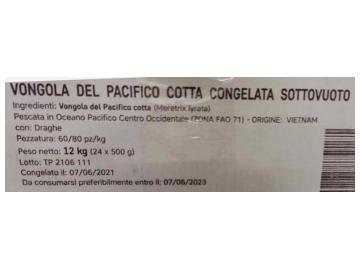 VONGOLA DEL PACIFICO COTTA CONGELATA SOTTOVUOTO
Ingredienti: Vongola del Pacifico cotta (Meretrix lyrata)
Pescata in Oceano Pacifico Centro Occidentale (ZONA FAO 71) - ORIGINE: VIETNAM
con: Draghe
Pezzatura: 60/80 pz/kg
Peso netto: 12 kg (24 x 500 g)
Lotto: TP 2106 111
Congelato il: 07/06/2021
Da consumarsi preferibilmente entro il: 07/06/2023